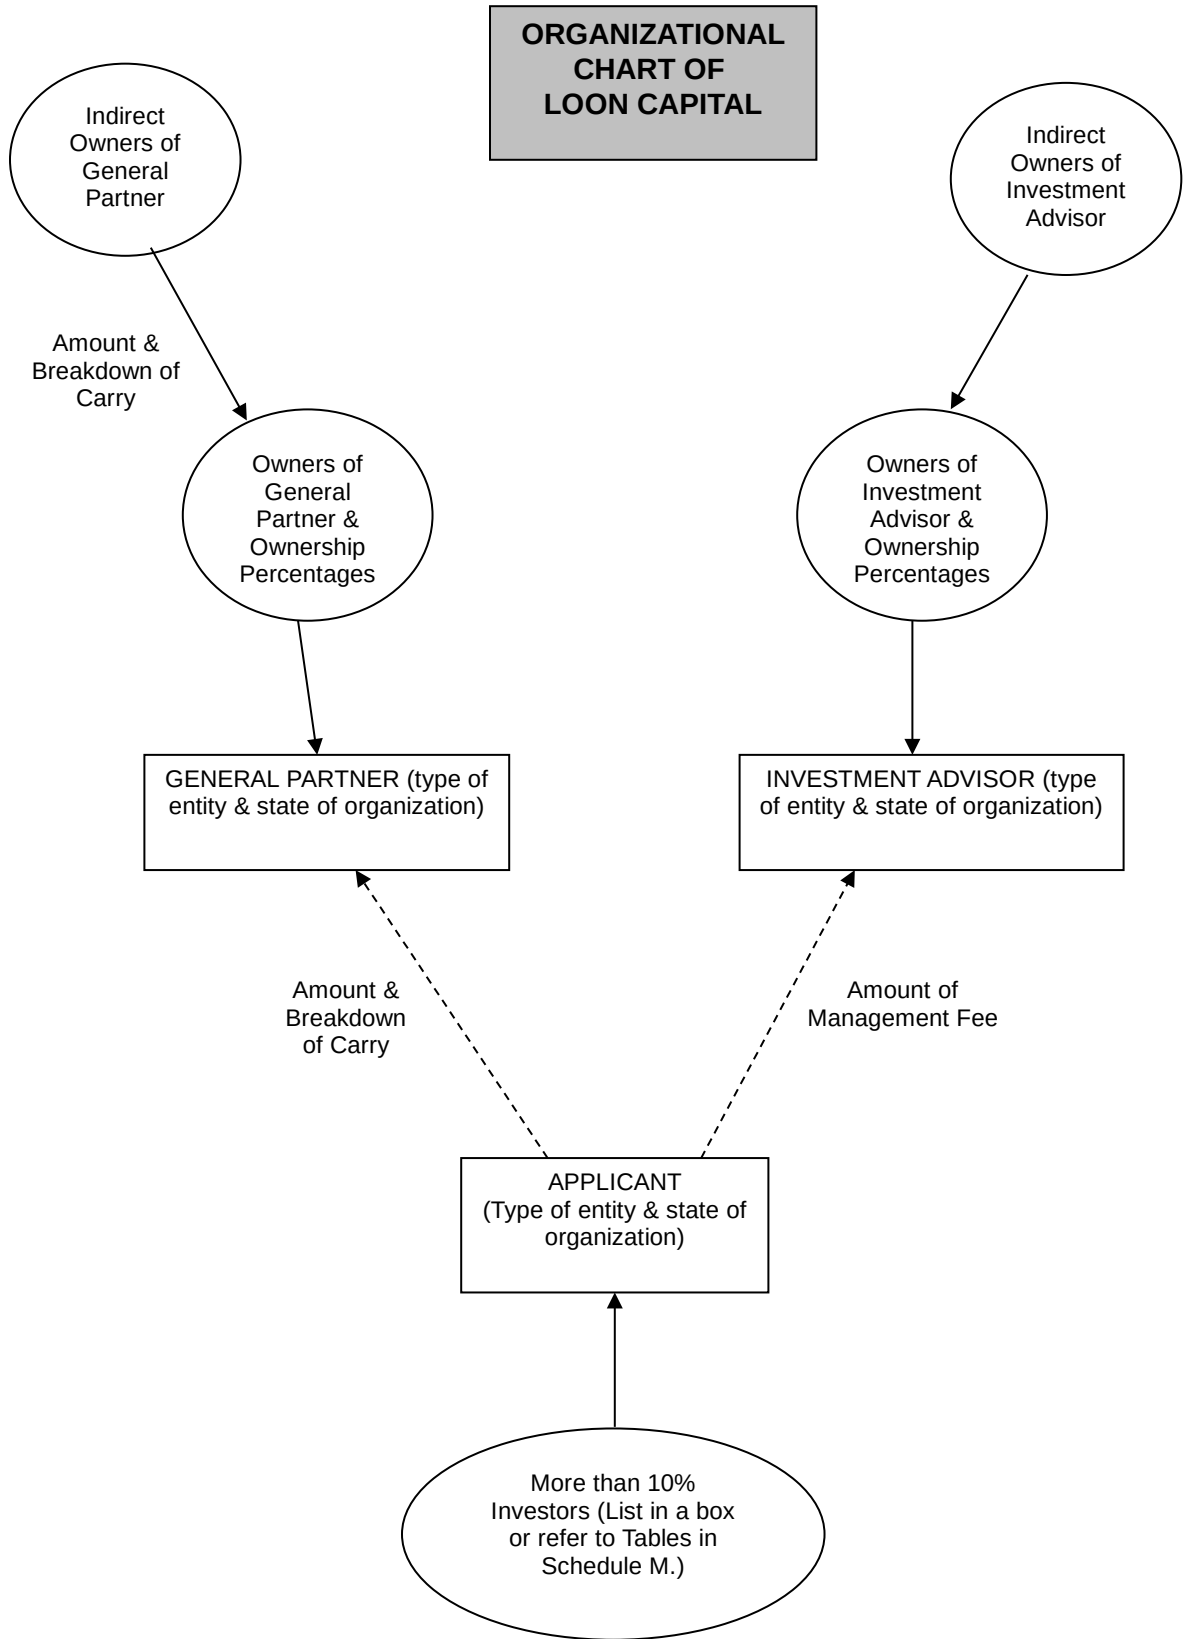 ORGANIZATIONAL
CHART OF
LOON CAPITAL
Indirect
Owners of
General
Partner
Indirect
Owners of
Investment
Advisor
Amount &
Breakdown of
Carry
Owners of
General
Partner &
Ownership
Percentages
Owners of
Investment
Advisor &
Ownership
Percentages
GENERAL PARTNER (type of
entity & state of organization)
INVESTMENT ADVISOR (type
of entity & state of organization)
Amount &
Breakdown
of Carry
Amount of
Management Fee
APPLICANT
(Type of entity & state of
organization)
More than 10%
Investors (List in a box
or refer to Tables in
Schedule M.)